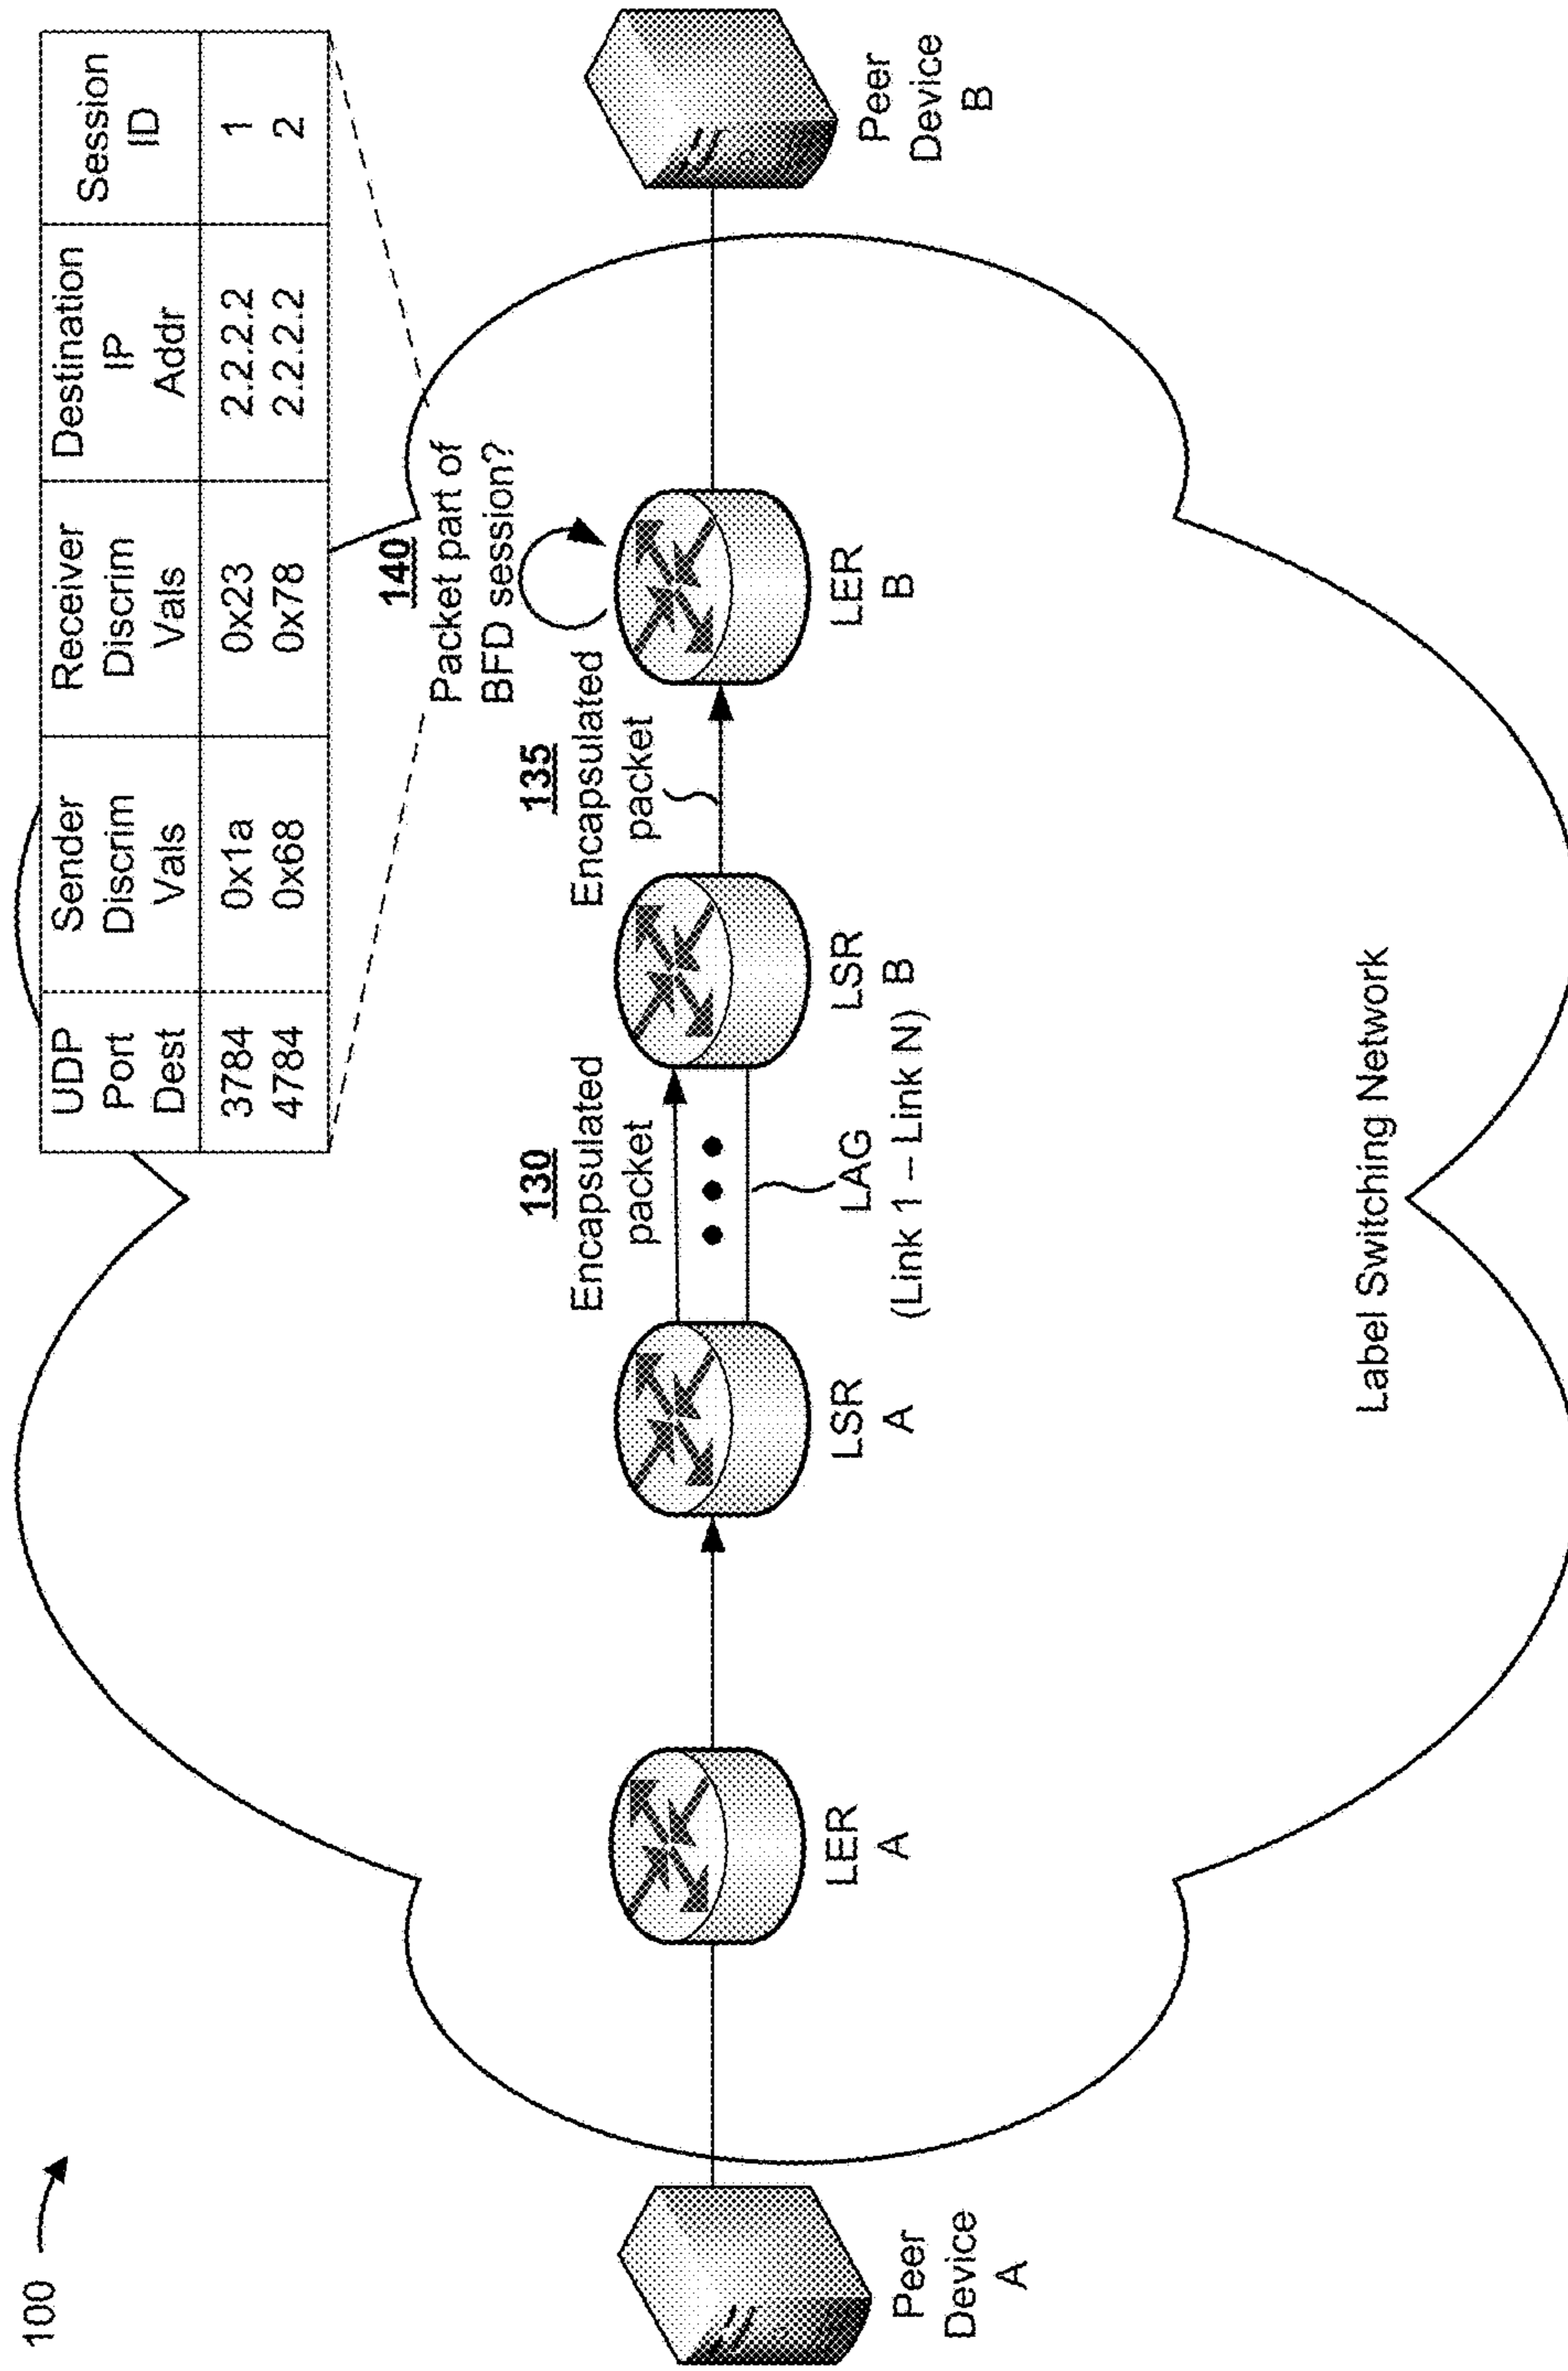 100
UDP Port Dest
Sender Discrim Vals
Receiver Discrim Vals
Destination IP Addr
Session ID
3784 0x1a 0x23 2.2.2.2 1
4784 0x68 0x78 2.2.2.2 2
140
Packet part of
BFD session?
130
Encapsulated
packet
135
Encapsulated
packet
Peer
Device
A
LER
A
LSR
A
LAG
(Link 1 – Link N)
LSR
B
LER
B
Peer
Device
B
Label Switching Network